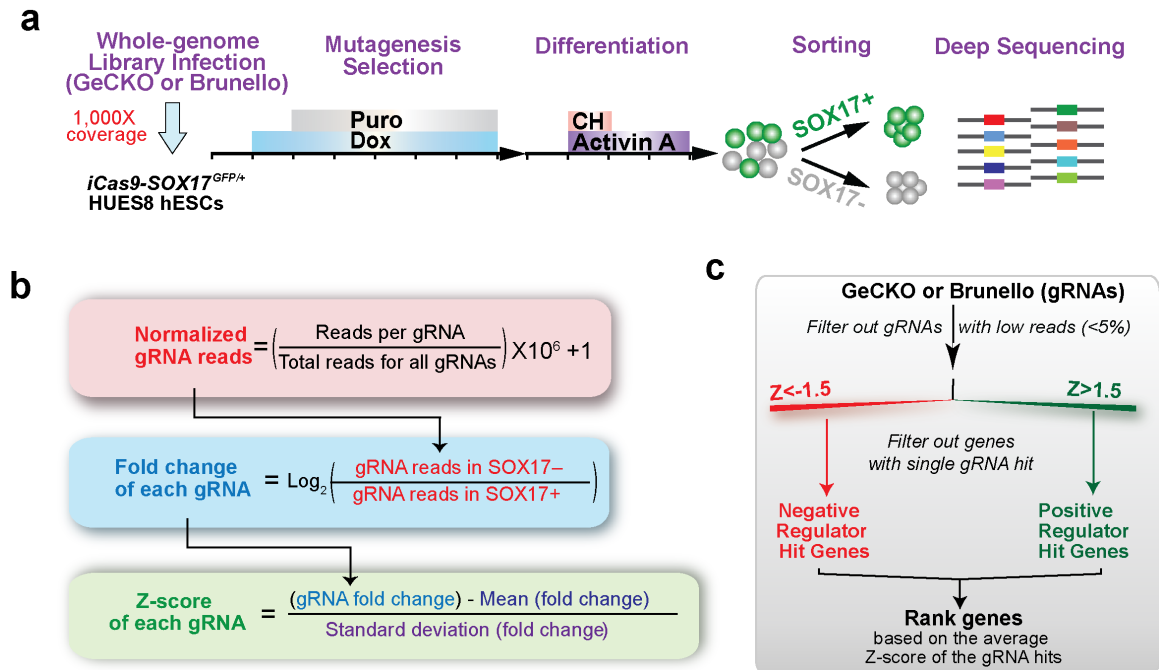 a
Whole-genome
Library Infection
(GeCKO or Brunello)
Mutagenesis
Selection
Differentiation
Sorting
Deep Sequencing
1,000X
coverage
Puro
Dox
CH
Activin A
SOX17+
SOX17-
iCas9-SOX17^GFP/+
HUES8 hESCs
b
Normalized
gRNA reads
=
(Reads per gRNA
Total reads for all gRNAs)
X10⁶ +1
Fold change
of each gRNA
= Log₂
(gRNA reads in SOX17–
gRNA reads in SOX17+)
Z-score
of each gRNA
=
(gRNA fold change) - Mean (fold change)
Standard deviation (fold change)
c
GeCKO or Brunello (gRNAs)
Filter out gRNAs with low reads (<5%)
Z<-1.5
Z>1.5
Filter out genes
with single gRNA hit
Negative
Regulator
Hit Genes
Positive
Regulator
Hit Genes
Rank genes
based on the average
Z-score of the gRNA hits